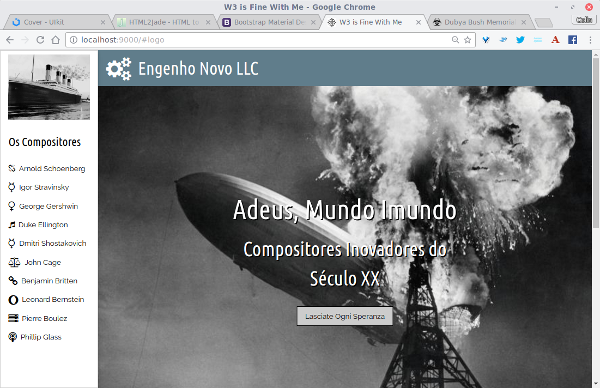 W3 is Fine With Me - Google Chrome
Cover - UIkit
HTML2Jade - HTML to
Bootstrap Material De
W3 is Fine With Me
Dubya Bush Memoria
Chris
localhost:9000/#logo
Engenho Novo LLC
Os Compositores
Arnold Schoenberg
Igor Stravinsky
George Gershwin
Duke Ellington
Dmitri Shostakovich
John Cage
Benjamin Britten
Leonard Bernstein
Pierre Boulez
Phillip Glass
Adeus, Mundo Imundo
Compositores Inovadores do
Século XX
Lasciate Ogni Speranza